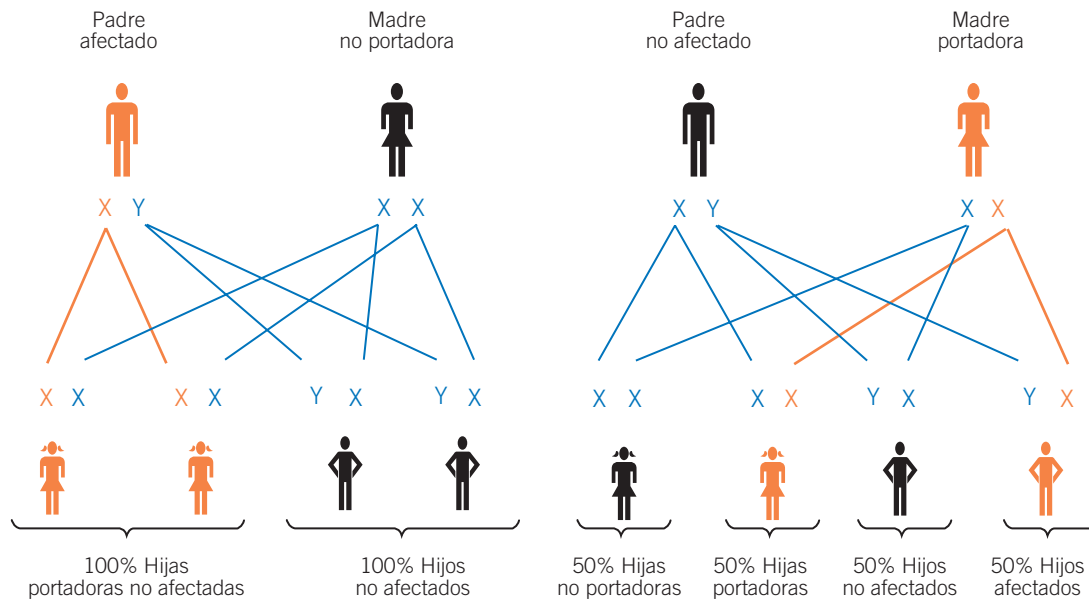 Padre
afectado
Madre
no portadora
Padre
no afectado
Madre
portadora
X Y
X X
X Y
X X
X X
X X
Y X
Y X
X X
X X
Y X
Y X
100% Hijas
portadoras no afectadas
100% Hijos
no afectados
50% Hijas
no portadoras
50% Hijas
portadoras
50% Hijos
no afectados
50% Hijos
afectados